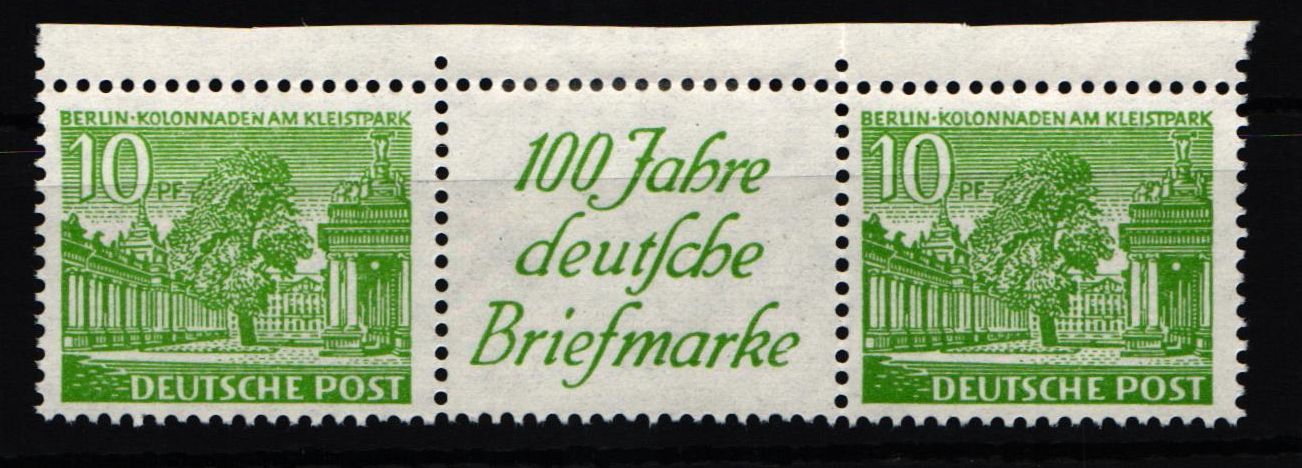 BERLIN·KOLONNADEN AM KLEISTPARK
10 PF
DEUTSCHE POST
100 Jahre
deutſche
Briefmarke
BERLIN·KOLONNADEN AM KLEISTPARK
10 PF
DEUTSCHE POST